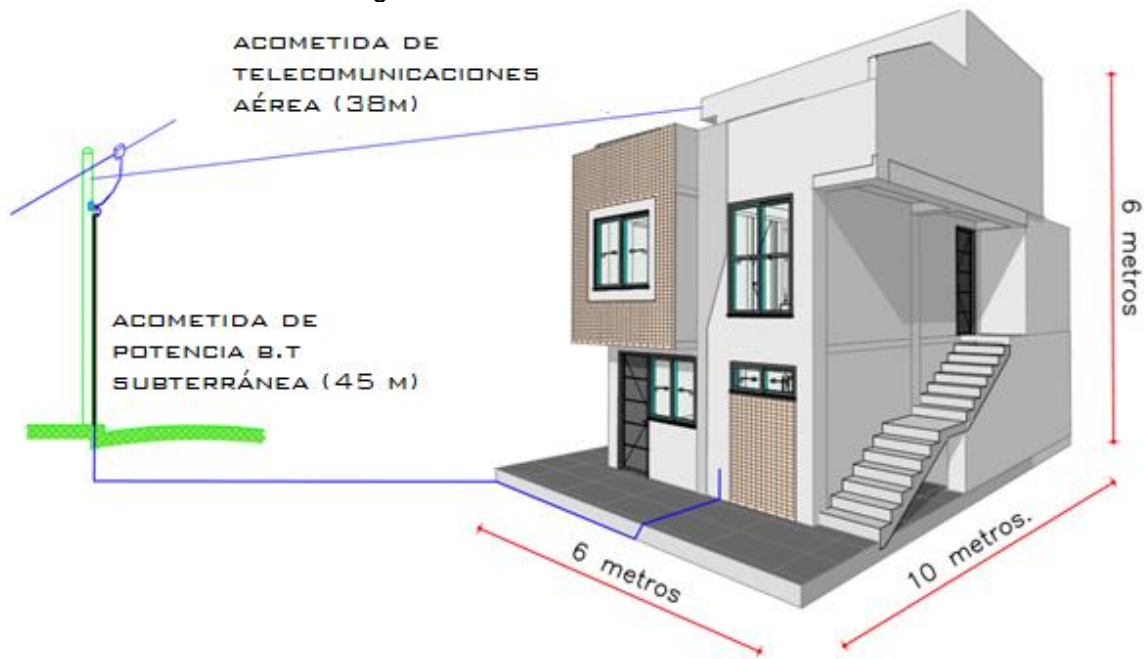 ACOMETIDA DE
TELECOMUNICACIONES
AÉREA (38M)
ACOMETIDA DE
POTENCIA B.T
SUBTERRÁNEA (45 M)
6 metros
6 metros
10 metros.